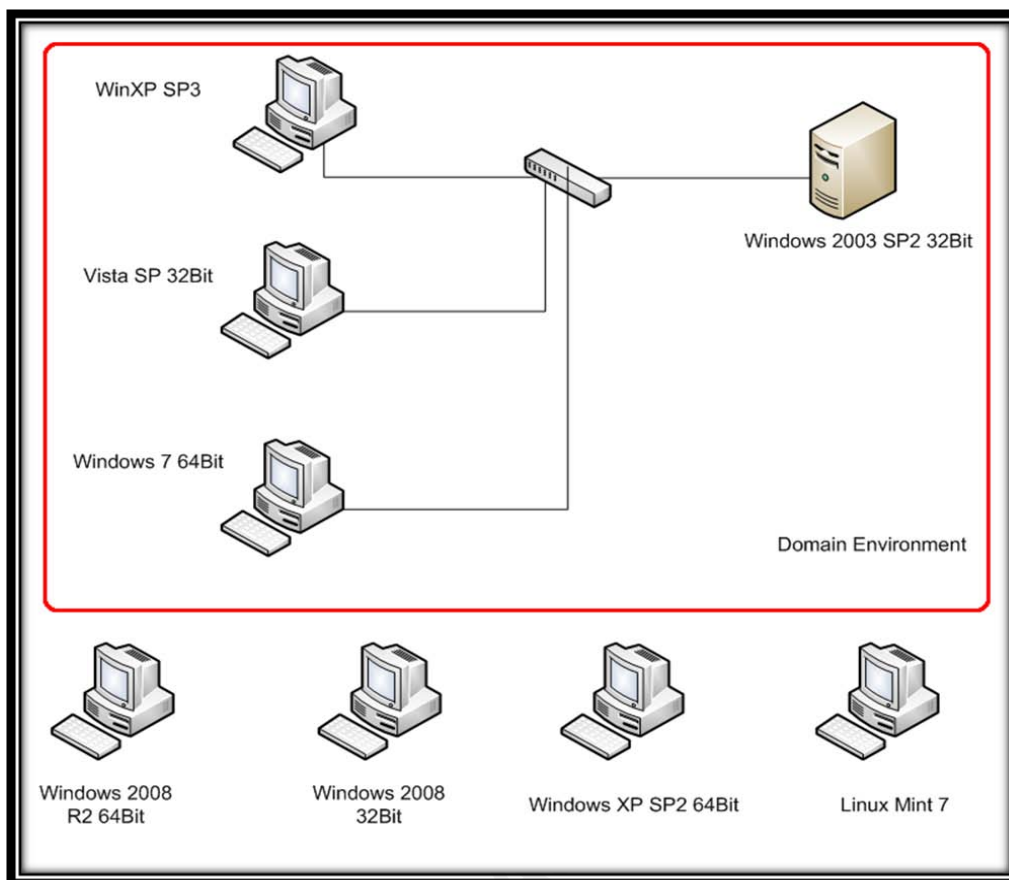 WinXP SP3
Windows 2003 SP2 32Bit
Vista SP 32Bit
Windows 7 64Bit
Domain Environment
Windows 2008
R2 64Bit
Windows 2008
32Bit
Windows XP SP2 64Bit
Linux Mint 7